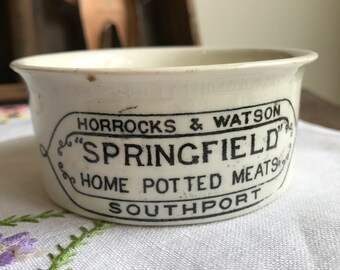 HORROCKS & WATSON
"SPRINGFIELD"
HOME POTTED MEATS
SOUTHPORT